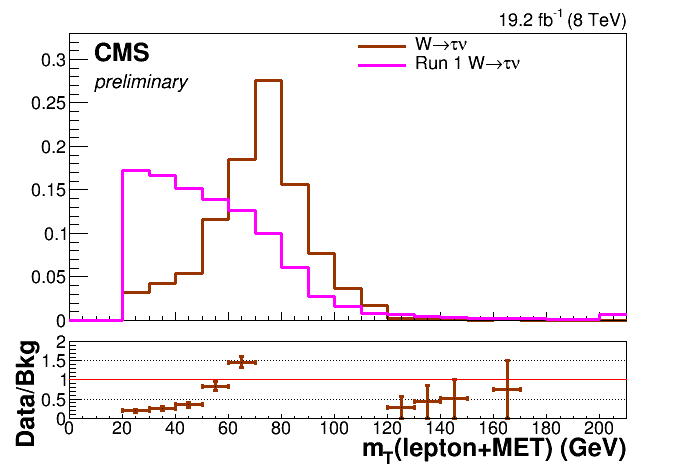 19.2 fb-1 (8 TeV)
CMS
preliminary
W→τν
Run 1 W→τν
0.3
0.25
0.2
0.15
0.1
0.05
0
Data/Bkg
2
1.5
1
0.5
0
0 20 40 60 80 100 120 140 160 180 200
mT(lepton+MET) (GeV)